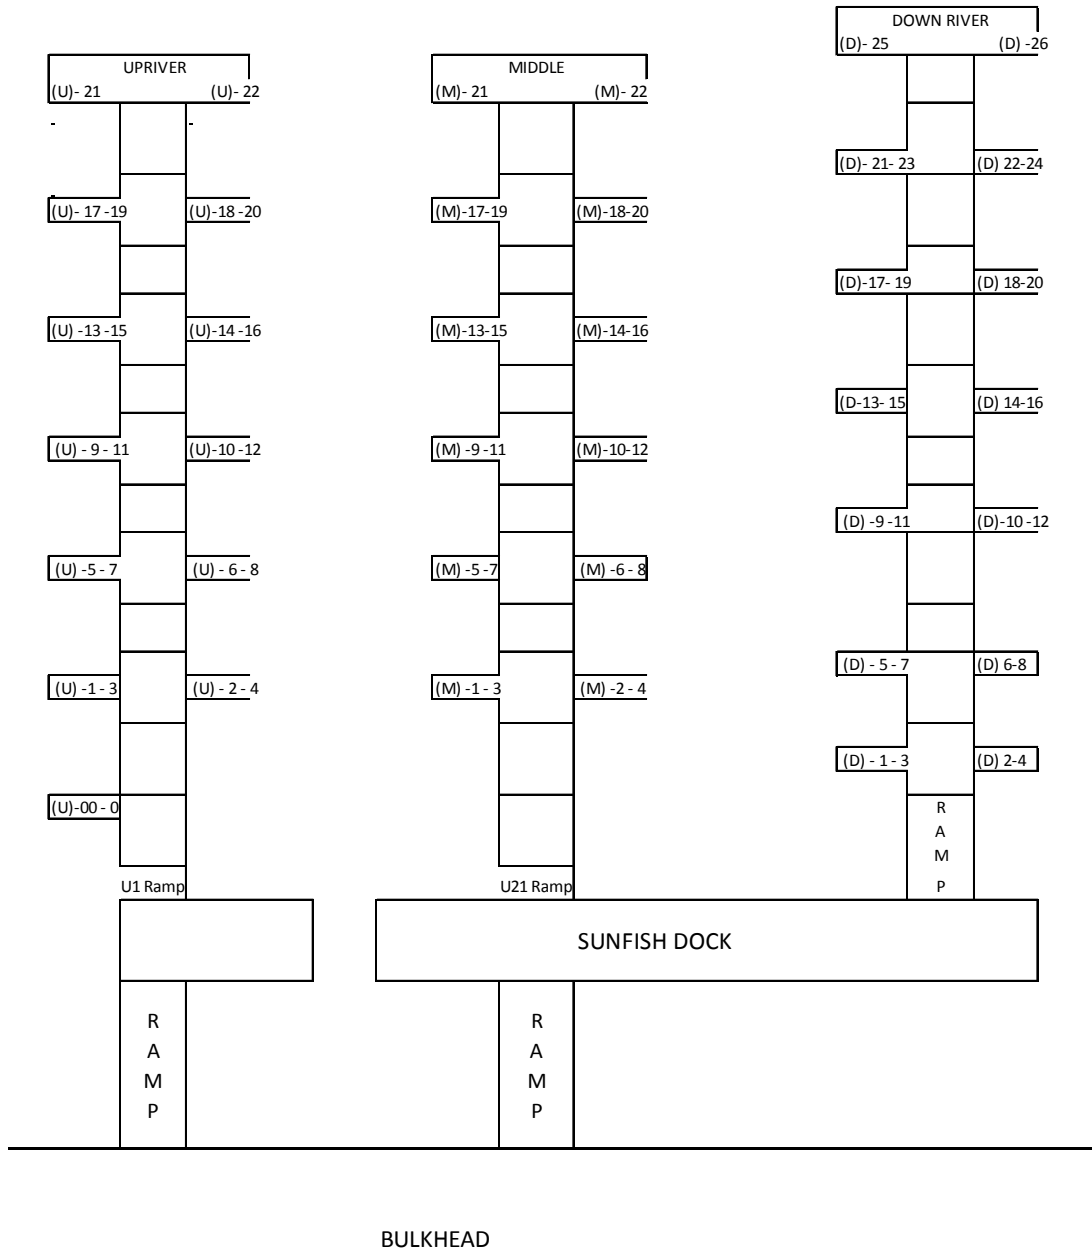 DOWN RIVER
(D)- 25 (D) -26
UPRIVER MIDDLE
(U)- 21 (U)- 22 (M)- 21 (M)- 22
(D)- 21- 23 (D) 22-24
(U)- 17 -19 (U)-18 -20 (M)-17-19 (M)-18-20
(D)-17- 19 (D) 18-20
(U) -13 -15 (U)-14 -16 (M)-13-15 (M)-14-16
(D-13- 15 (D) 14-16
(U) - 9 - 11 (U)-10 -12 (M) -9 -11 (M)-10-12
(D) -9 -11 (D)-10 -12
(U) -5 - 7 (U) - 6 - 8 (M) -5 -7 (M) -6 - 8
(D) - 5 - 7 (D) 6-8
(U) -1 - 3 (U) - 2 - 4 (M) -1 - 3 (M) -2 - 4
(D) - 1 - 3 (D) 2-4
(U)-00 - 0
R
A
M
P
U1 Ramp U21 Ramp
SUNFISH DOCK
R R
A A
M M
P P
BULKHEAD